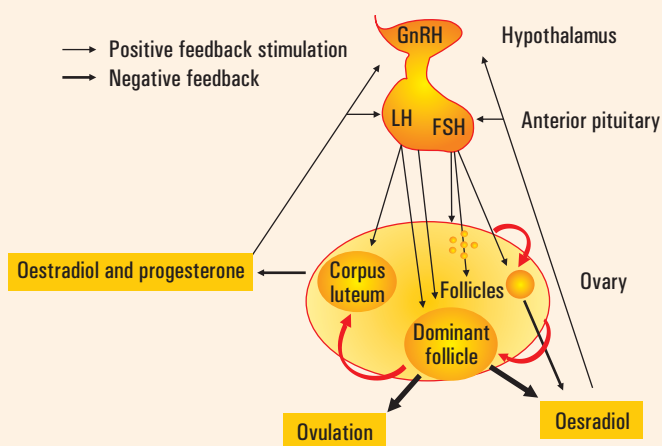 GnRH
Hypothalamus
Positive feedback stimulation
Negative feedback
LH
FSH
Anterior pituitary
Oestradiol and progesterone
Corpus
luteum
Follicles
Ovary
Dominant
follicle
Ovulation
Oesradiol